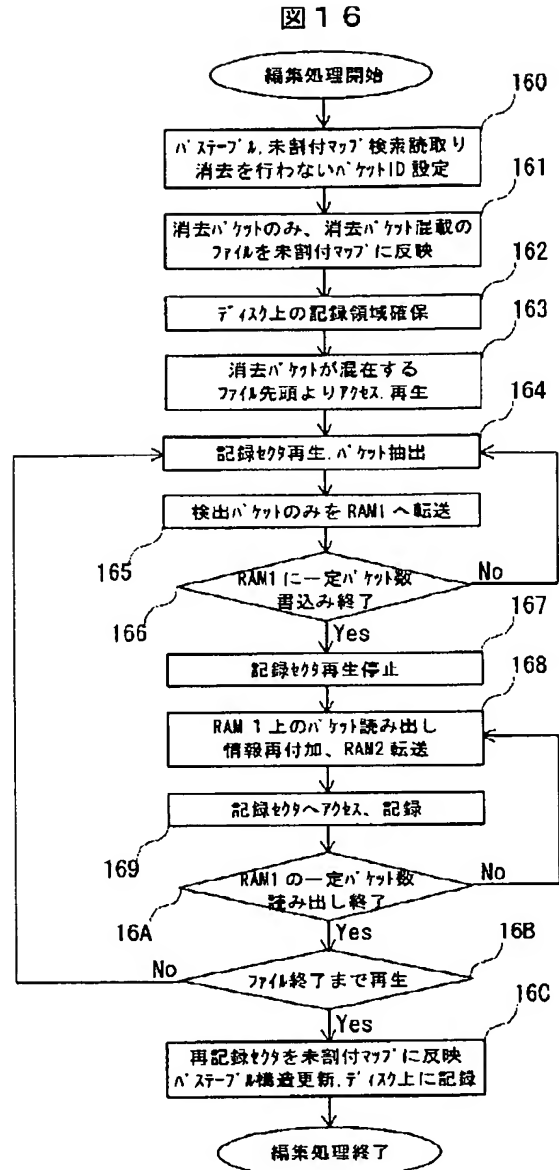 図16
編集処理開始
160
パステーブル,未割付マップ検索読取り
消去を行わないパケットID設定
161
消去パケットのみ、消去パケット混載の
ファイルを未割付マップに反映
162
ディスク上の記録領域確保
163
消去パケットが混在する
ファイル先頭よりアクセス.再生
164
記録セクタ再生.パケット抽出
検出パケットのみをRAM1へ転送
165
RAM1に一定パケット数
書込み終了
166
No
Yes
167
記録セクタ再生停止
168
RAM1上のパケット読み出し
情報再付加、RAM2転送
記録セクタへアクセス、記録
169
RAM1の一定パケット数
読み出し終了
16A
No
Yes
16B
ファイル終了まで再生
No
Yes
16C
再記録セクタを未割付マップに反映
パステーブル構造更新.ディスク上に記録
編集処理終了